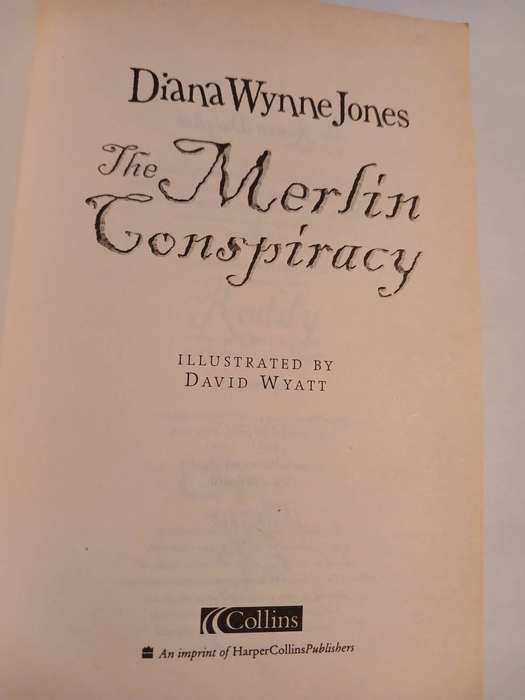 Diana Wynne Jones
The Merlin
Conspiracy
ILLUSTRATED BY
DAVID WYATT
Collins
An imprint of HarperCollinsPublishers